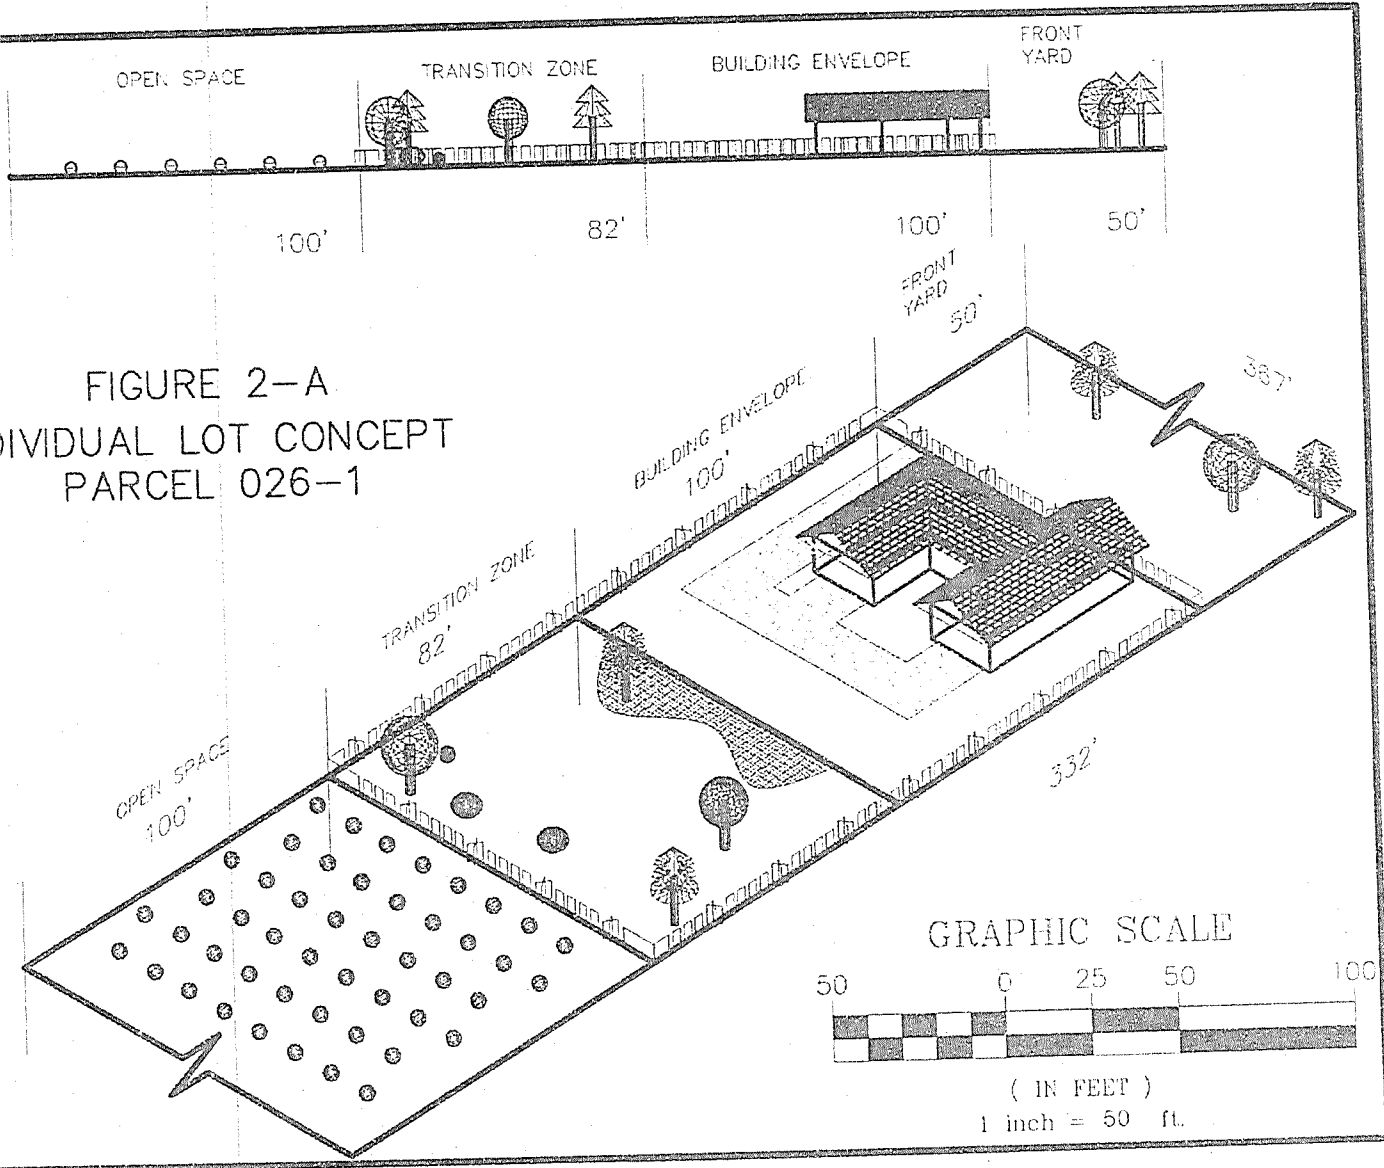 OPEN SPACE
TRANSITION ZONE
BUILDING ENVELOPE
FRONT
YARD
100'
82'
100'
50'
FIGURE 2-A
DIVIDUAL LOT CONCEPT
PARCEL 026-1
FRONT
YARD
50'
367'
BUILDING ENVELOPE
100'
TRANSITION ZONE
82'
OPEN SPACE
100'
332'
GRAPHIC SCALE
50 0 25 50 100
( IN FEET )
1 inch = 50 ft.